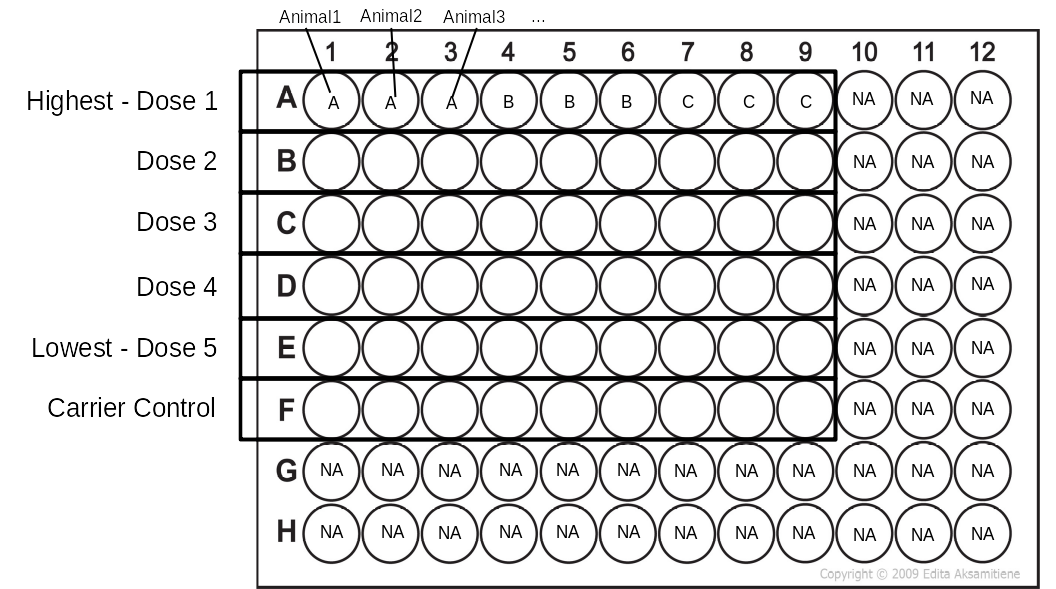 Animal1 Animal2 Animal3 ...
1 2 3 4 5 6 7 8 9 10 11 12
Highest - Dose 1 A A A A B B B C C C NA NA NA
Dose 2 B NA NA NA
Dose 3 C NA NA NA
Dose 4 D NA NA NA
Lowest - Dose 5 E NA NA NA
Carrier Control F NA NA NA
G NA NA NA NA NA NA NA NA NA NA NA NA
H NA NA NA NA NA NA NA NA NA NA NA NA
Copyright © 2009 Edita Aksamitiene